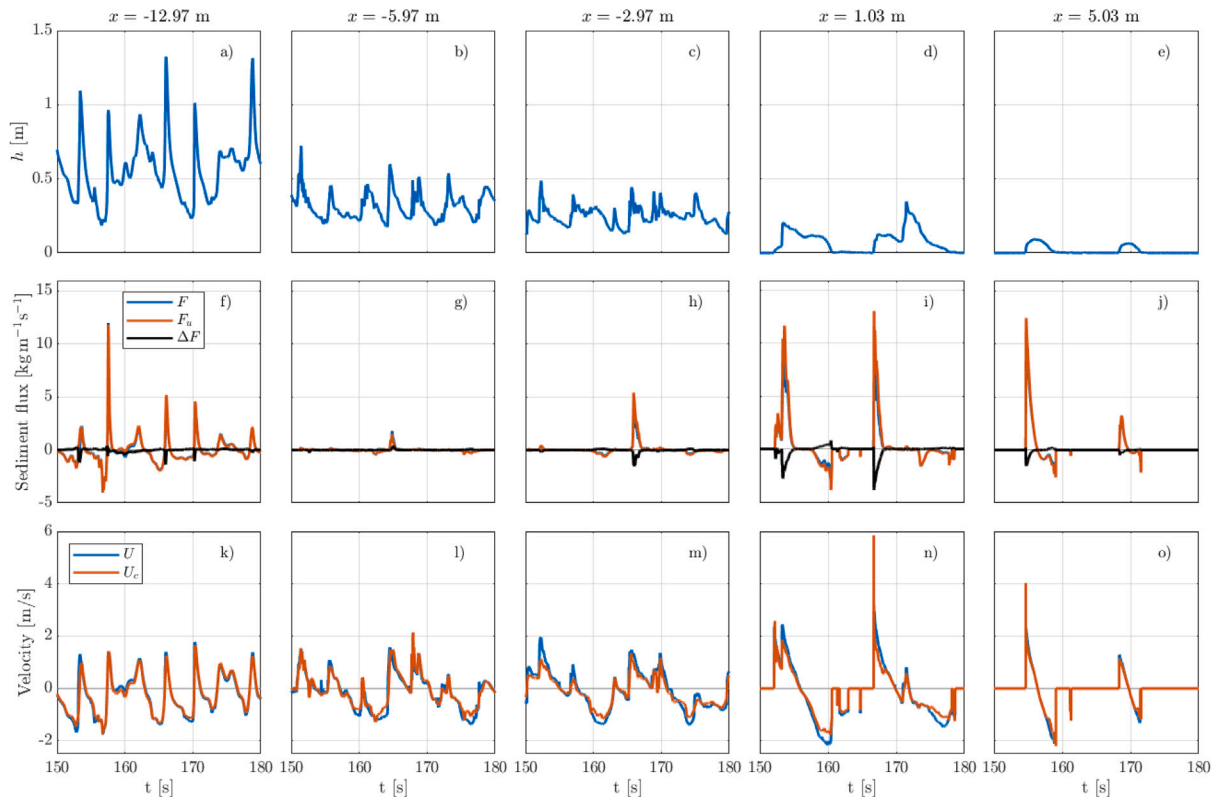 x = -12.97 m x = -5.97 m x = -2.97 m x = 1.03 m x = 5.03 m
1.5 a) b) c) d) e)
1
h [m]
0.5
0
15 f) g) h) i) j)
F
F_u
ΔF
10
5
Sediment flux [kg m⁻¹s⁻¹]
0
-5
6 k) l) m) n) o)
U
U_c
4
2
Velocity [m/s]
0
-2
150 160 170 180 150 160 170 180 150 160 170 180 150 160 170 180 150 160 170 180
t [s] t [s] t [s] t [s] t [s]